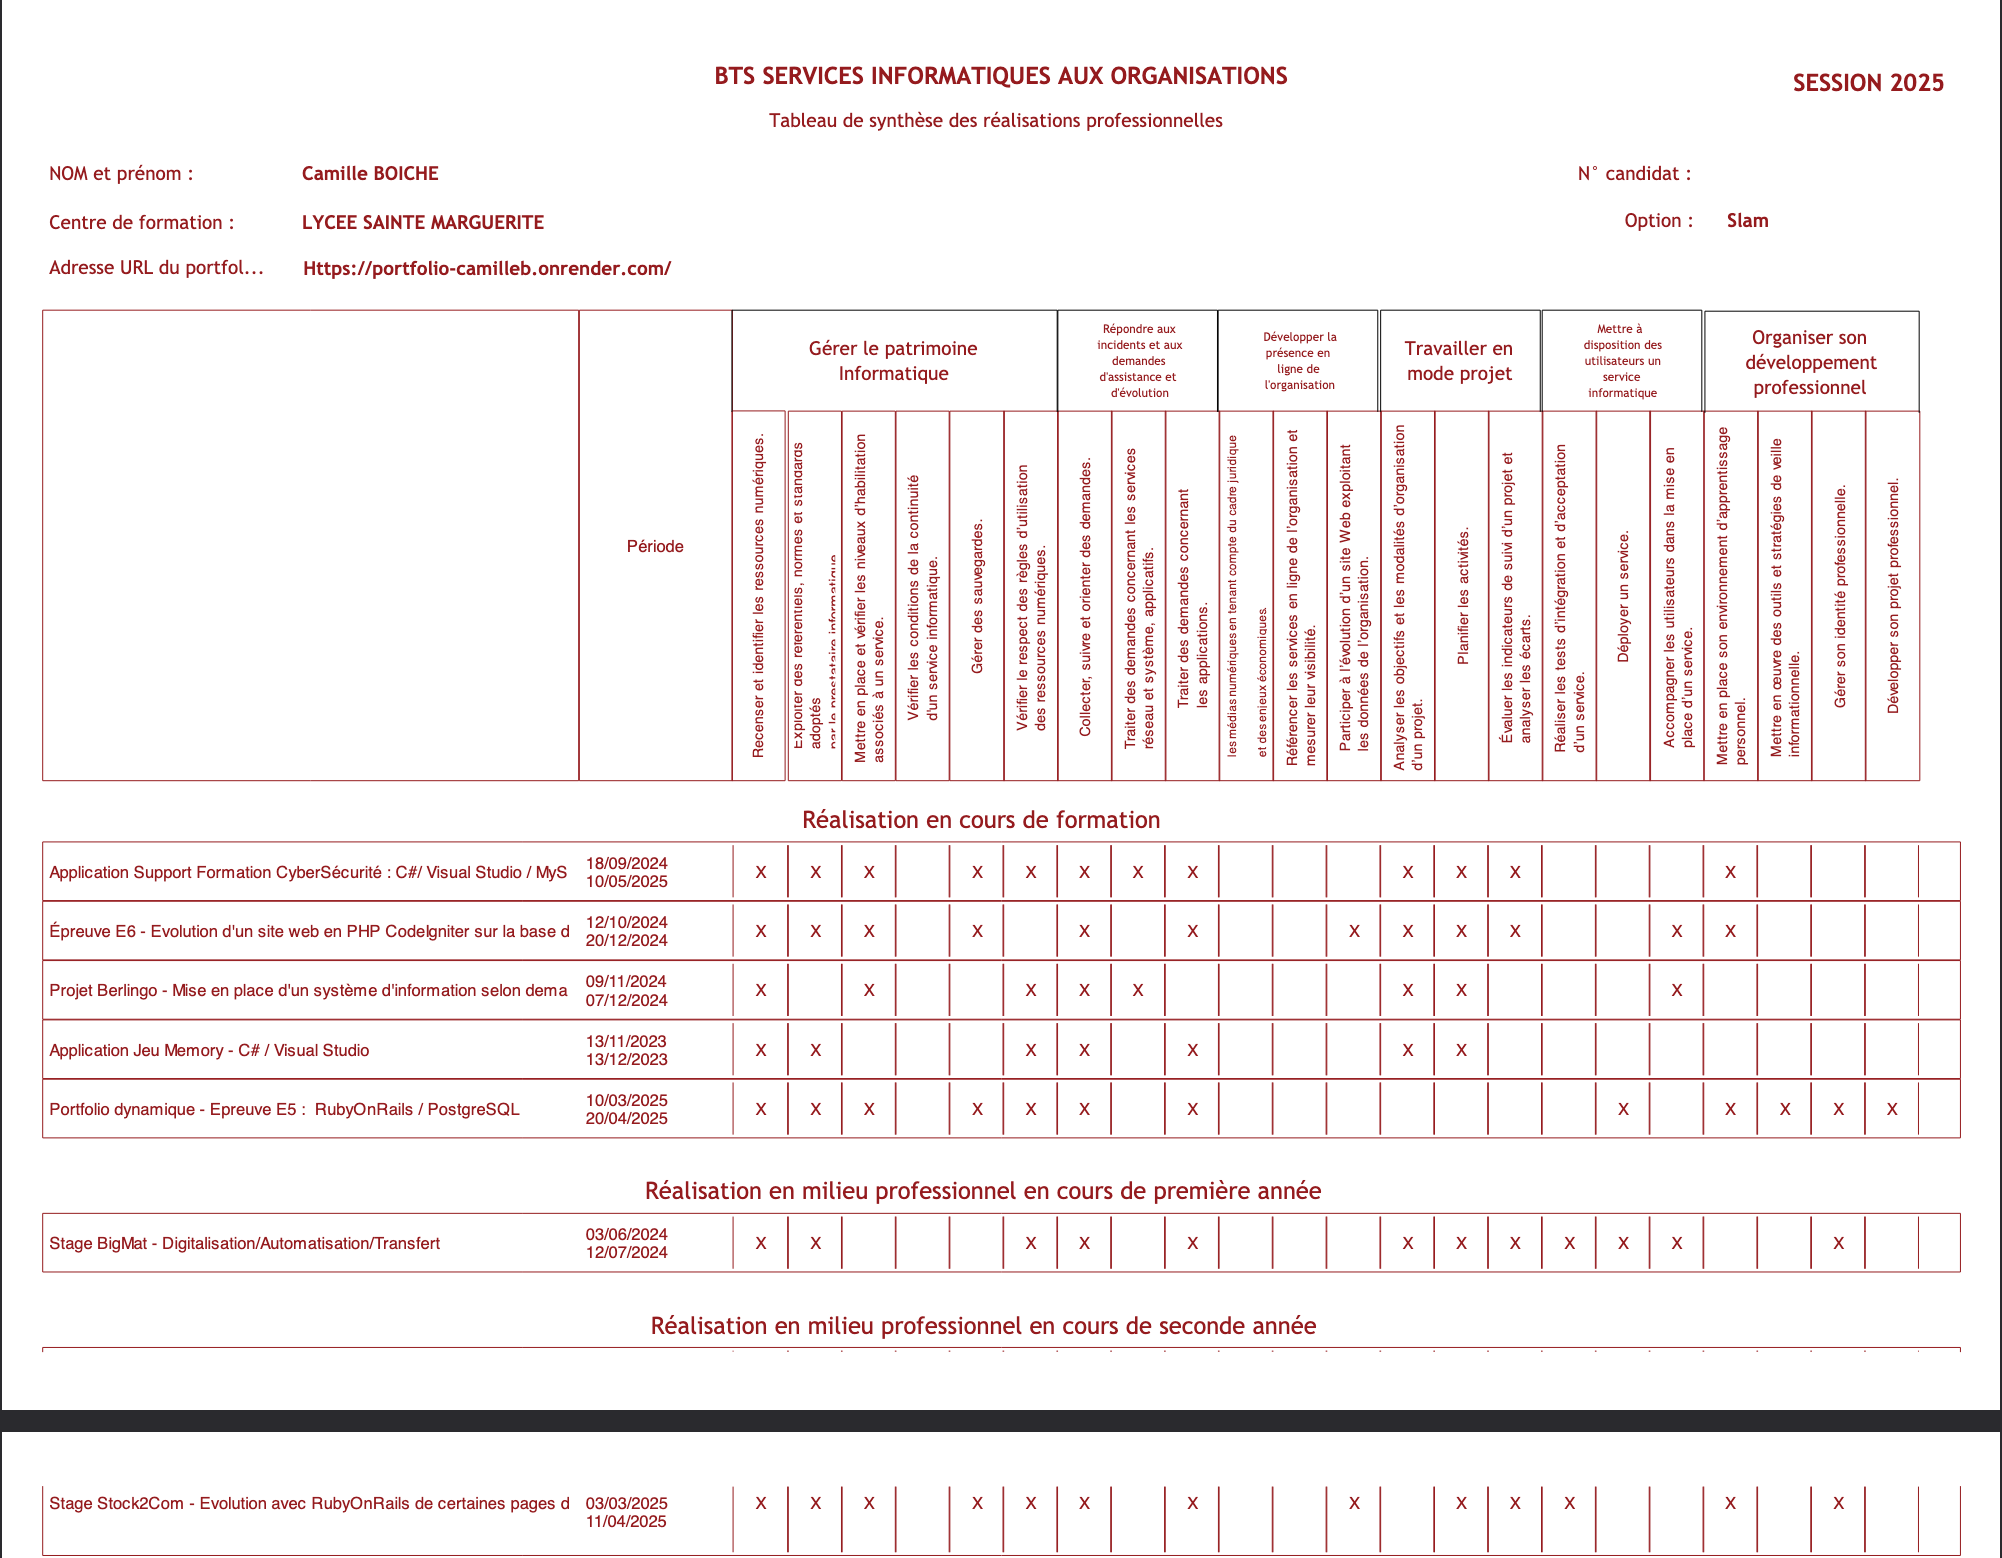 BTS SERVICES INFORMATIQUES AUX ORGANISATIONS
SESSION 2025
Tableau de synthèse des réalisations professionnelles
NOM et prénom : Camille BOICHE
N° candidat :
Centre de formation : LYCEE SAINTE MARGUERITE
Option : Slam
Adresse URL du portfol... Https://portfolio-camilleb.onrender.com/
Période
Gérer le patrimoine
Informatique
Répondre aux
incidents et aux
demandes
d'assistance et
d'évolution
Développer la
présence en
ligne de
l'organisation
Travailler en
mode projet
Mettre à
disposition des
utilisateurs un
service
informatique
Organiser son
développement
professionnel
Recenser et identifier les ressources numériques.
Exploiter des référentiels, normes et standards
adoptés
par le prestataire informatique
Mettre en place et vérifier les niveaux d'habilitation
associés à un service.
Vérifier les conditions de la continuité
d'un service informatique.
Gérer des sauvegardes.
Vérifier le respect des règles d'utilisation
des ressources numériques.
Collecter, suivre et orienter des demandes.
Traiter des demandes concernant les services
réseau et système, applicatifs.
Traiter des demandes concernant
les applications.
les médias numériques en tenant compte du cadre juridique
et des enjeux économiques.
Référencer les services en ligne de l'organisation et
mesurer leur visibilité.
Participer à l'évolution d'un site Web exploitant
les données de l'organisation.
Analyser les objectifs et les modalités d'organisation
d'un projet.
Planifier les activités.
Évaluer les indicateurs de suivi d'un projet et
analyser les écarts.
Réaliser les tests d'intégration et d'acceptation
d'un service.
Déployer un service.
Accompagner les utilisateurs dans la mise en
place d'un service.
Mettre en place son environnement d'apprentissage
personnel.
Mettre en œuvre des outils et stratégies de veille
informationnelle.
Gérer son identité professionnelle.
Développer son projet professionnel.
Réalisation en cours de formation
Application Support Formation CyberSécurité : C#/ Visual Studio / MyS 18/09/2024
10/05/2025
X X X X X X X X X X X X
Épreuve E6 - Evolution d'un site web en PHP CodeIgniter sur la base d 12/10/2024
20/12/2024
X X X X X X X X X X X X
Projet Berlingo - Mise en place d'un système d'information selon dema 09/11/2024
07/12/2024
X X X X X X X X
Application Jeu Memory - C# / Visual Studio 13/11/2023
13/12/2023
X X X X X X X
Portfolio dynamique - Epreuve E5 : RubyOnRails / PostgreSQL 10/03/2025
20/04/2025
X X X X X X X X X X X X
Réalisation en milieu professionnel en cours de première année
Stage BigMat - Digitalisation/Automatisation/Transfert 03/06/2024
12/07/2024
X X X X X X X X X X X X
Réalisation en milieu professionnel en cours de seconde année
Stage Stock2Com - Evolution avec RubyOnRails de certaines pages d 03/03/2025
11/04/2025
X X X X X X X X X X X X X